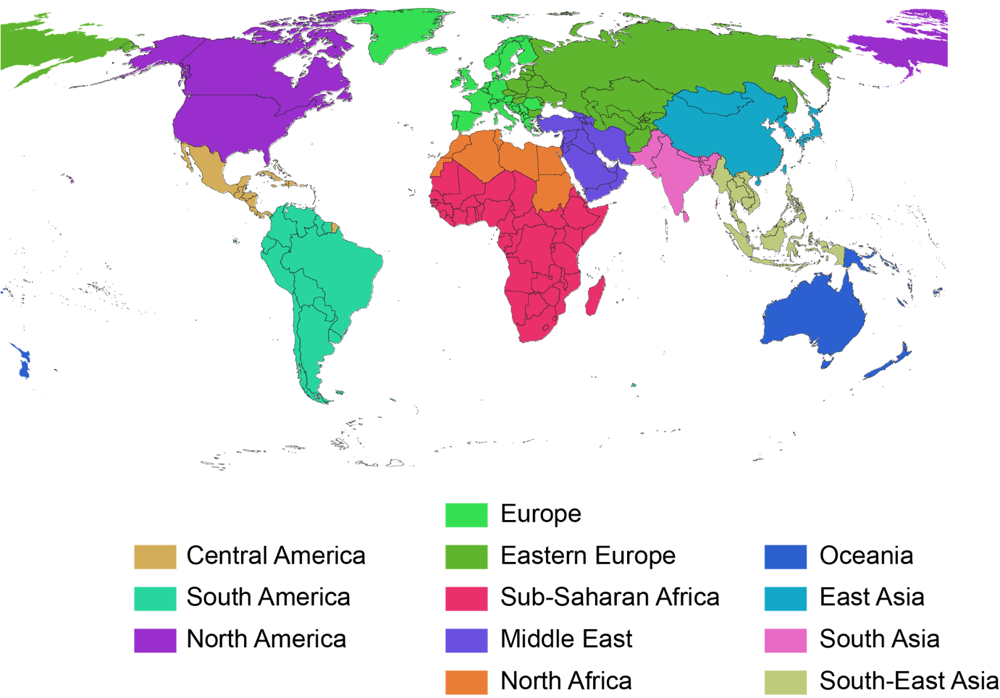 Europe
Central America
Eastern Europe
Oceania
South America
Sub-Saharan Africa
East Asia
North America
Middle East
South Asia
North Africa
South-East Asia